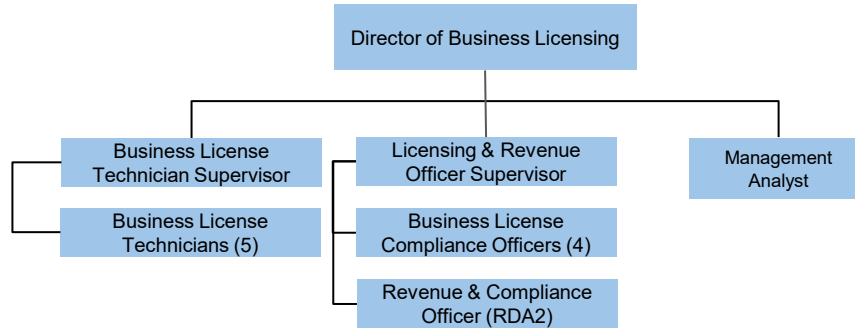 Director of Business Licensing
Business License
Technician Supervisor
Licensing & Revenue
Officer Supervisor
Management
Analyst
Business License
Technicians (5)
Business License
Compliance Officers (4)
Revenue & Compliance
Officer (RDA2)